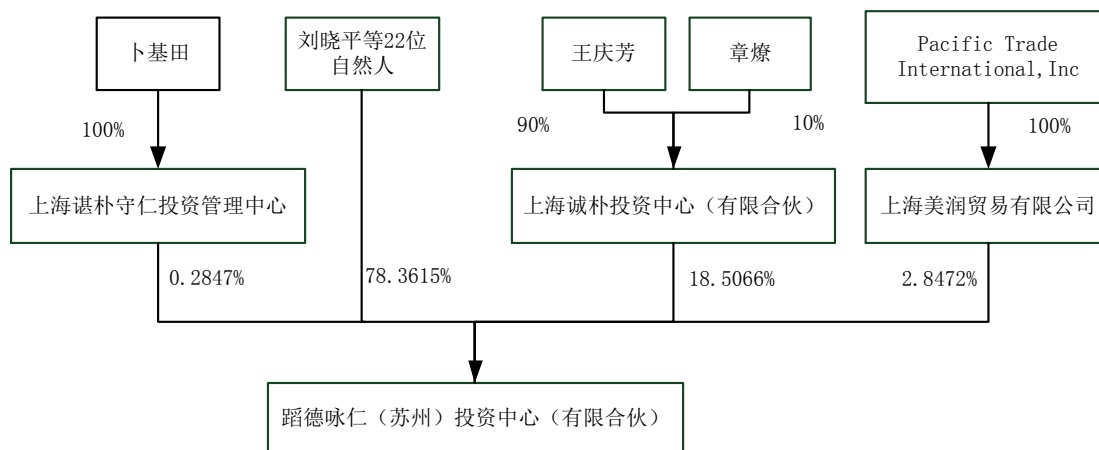 卜基田
刘晓平等22位
自然人
王庆芳
章燎
Pacific Trade
International,Inc
100%
90%
10%
100%
上海谌朴守仁投资管理中心
上海诚朴投资中心（有限合伙）
上海美润贸易有限公司
0.2847%
78.3615%
18.5066%
2.8472%
蹈德咏仁（苏州）投资中心（有限合伙）